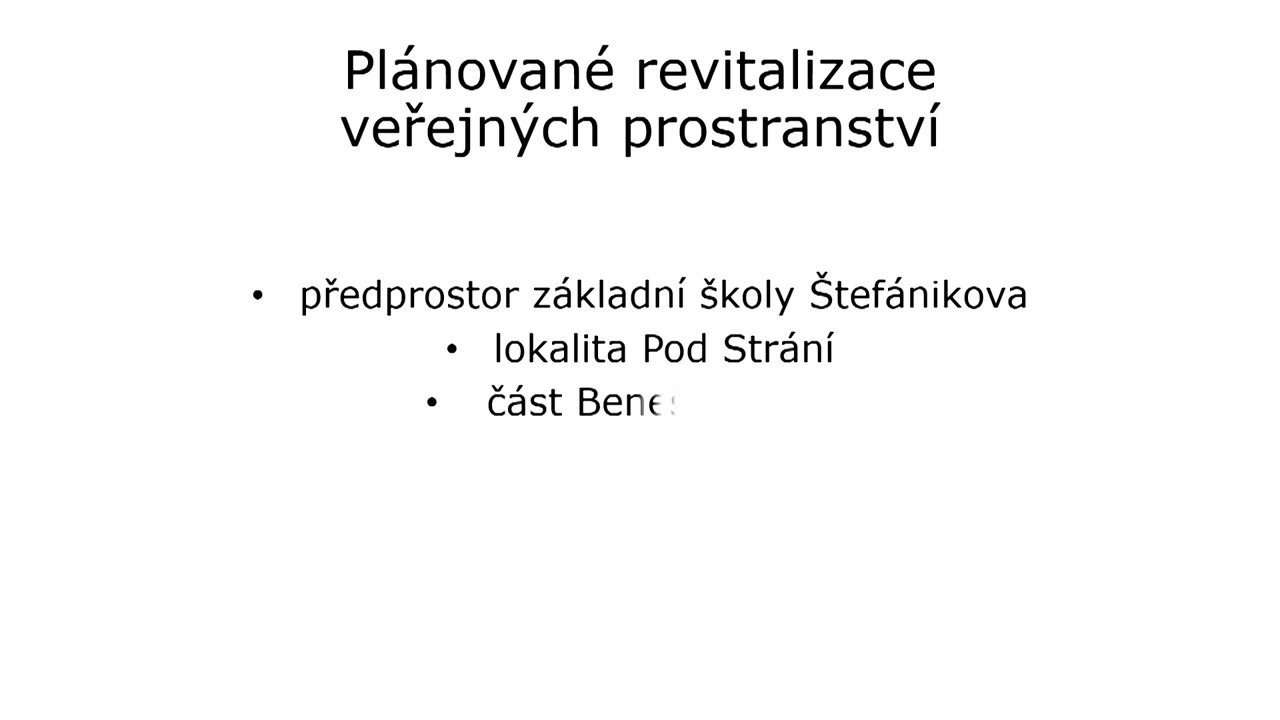 Plánované revitalizace
veřejných prostranství
• předprostor základní školy Štefánikova
• lokalita Pod Strání
• část